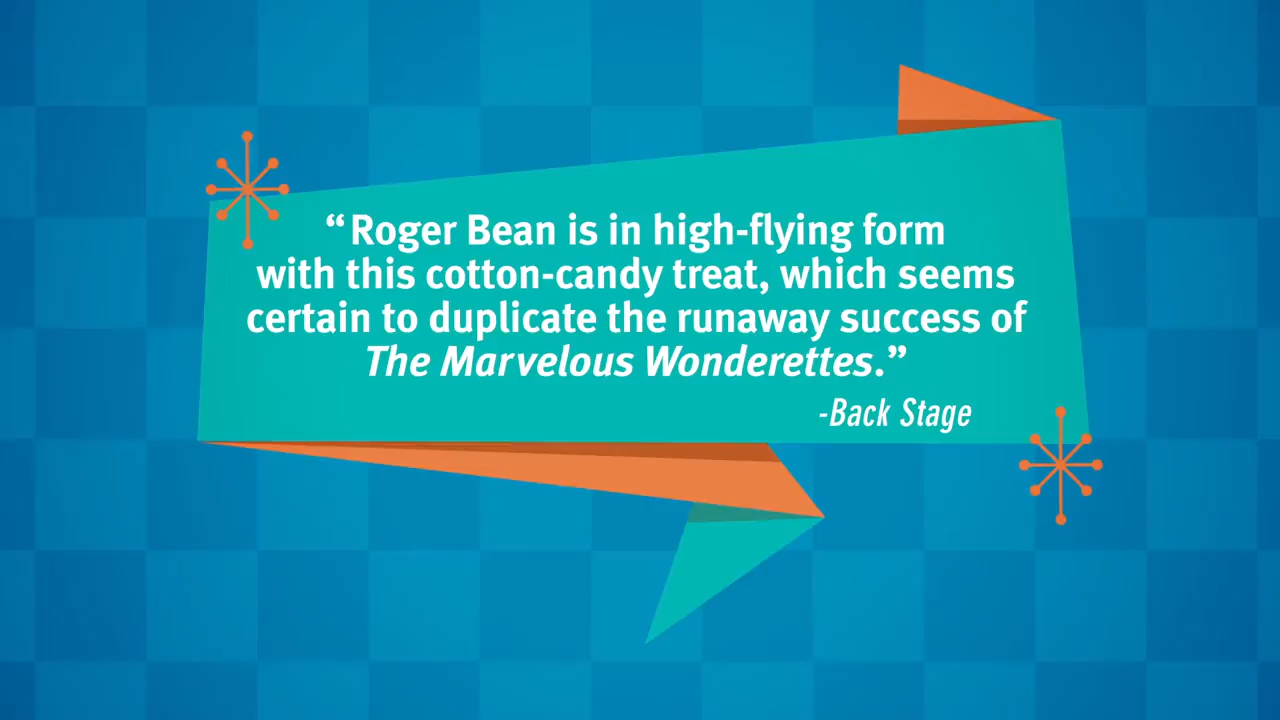 “Roger Bean is in high-flying form
with this cotton-candy treat, which seems
certain to duplicate the runaway success of
The Marvelous Wonderettes.”
-Back Stage